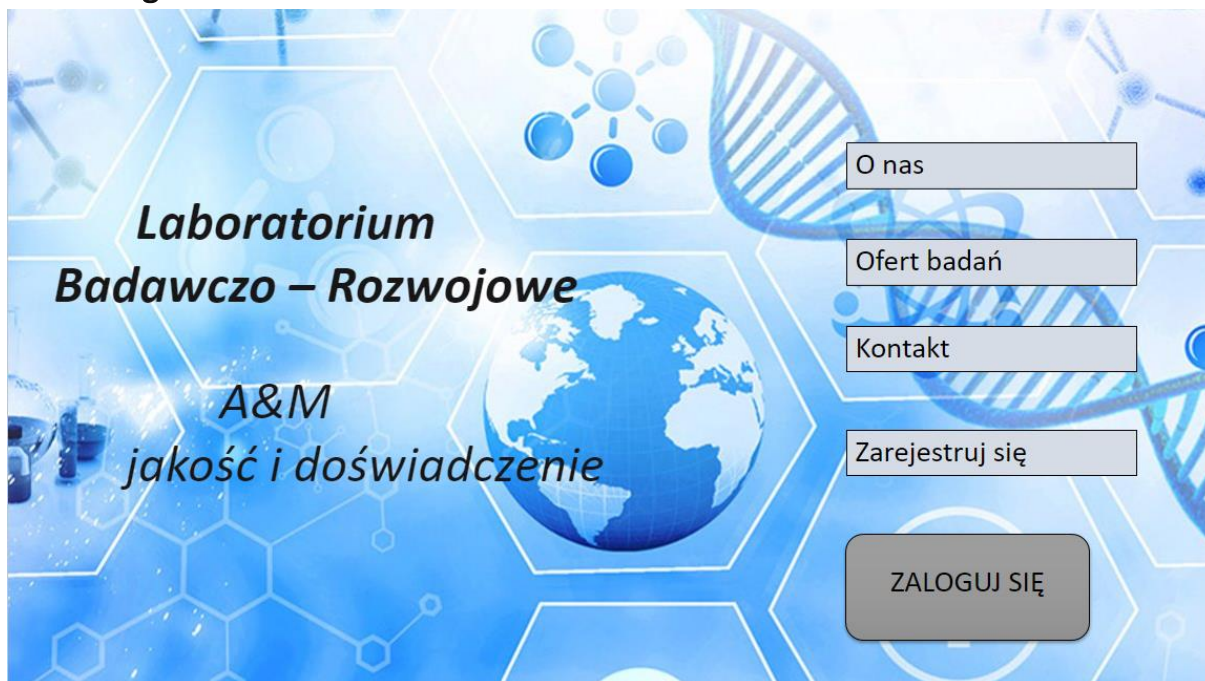 Laboratorium
Badawczo – Rozwojowe
A&M
jakość i doświadczenie
O nas
Ofert badań
Kontakt
Zarejestruj się
ZALOGUJ SIĘ